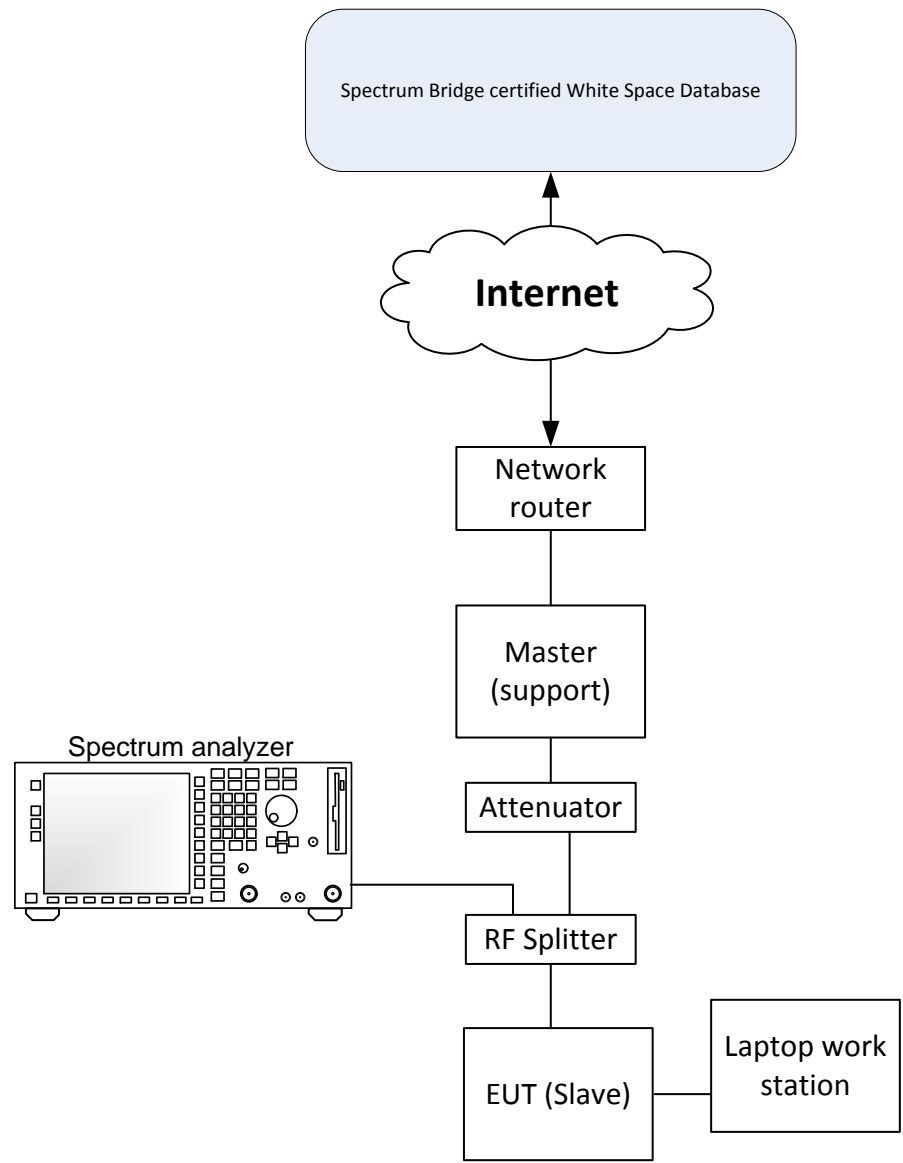 Spectrum Bridge certified White Space Database
Internet
Network
router
Master
(support)
Spectrum analyzer
Attenuator
RF Splitter
EUT (Slave)
Laptop work
station